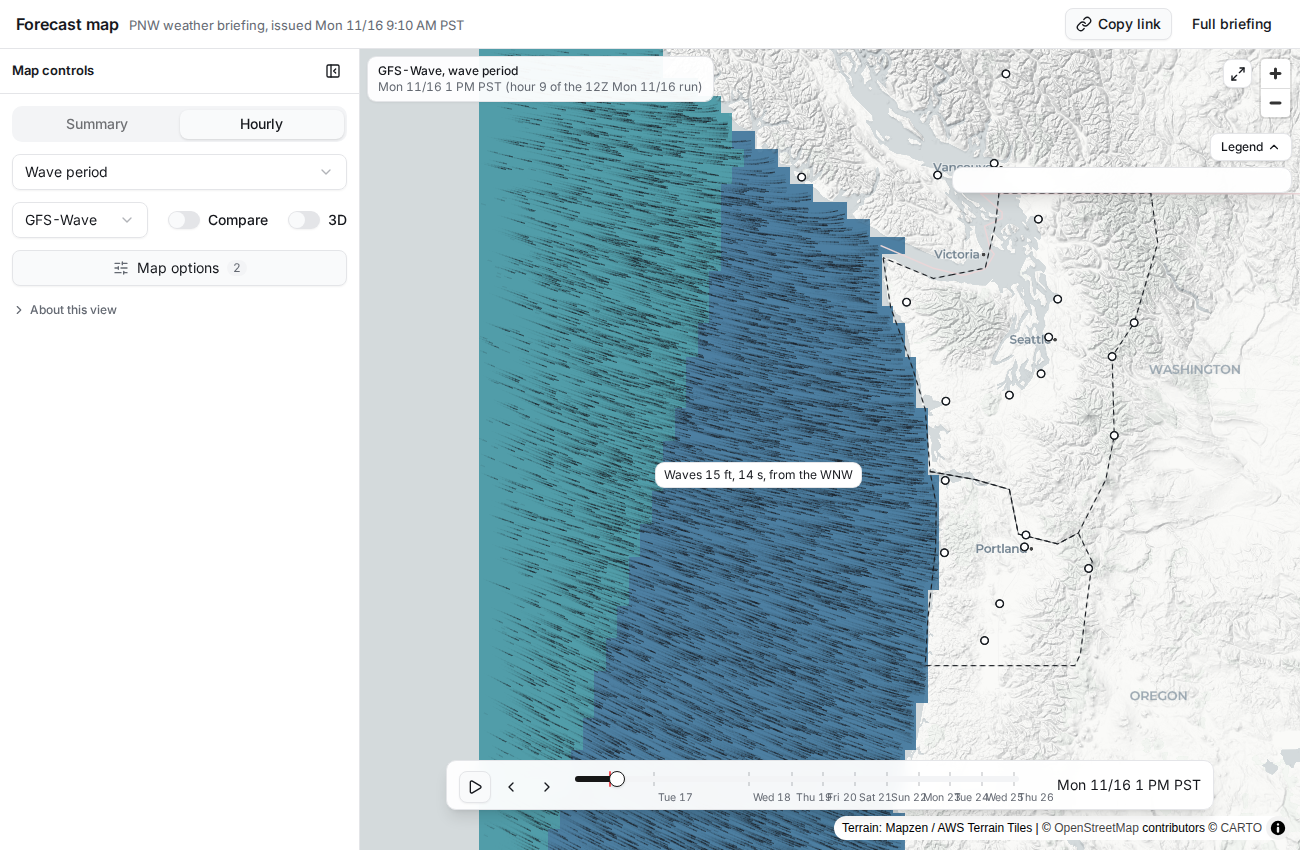 Forecast map
PNW weather briefing, issued Mon 11/16 9:10 AM PST
Copy link
Full briefing
Map controls
Summary
Hourly
Wave period
GFS-Wave
Compare
3D
Map options 2
About this view
GFS-Wave, wave period
Mon 11/16 1 PM PST (hour 9 of the 12Z Mon 11/16 run)
Legend
Victoria
Seattle
WASHINGTON
Waves 15 ft, 14 s, from the WNW
Portland
OREGON
Tue 17
Wed 18
Thu 19
Fri 20
Sat 21
Sun 22
Mon 23
Tue 24
Wed 25
Thu 26
Mon 11/16 1 PM PST
Terrain: Mapzen / AWS Terrain Tiles | © OpenStreetMap contributors © CARTO